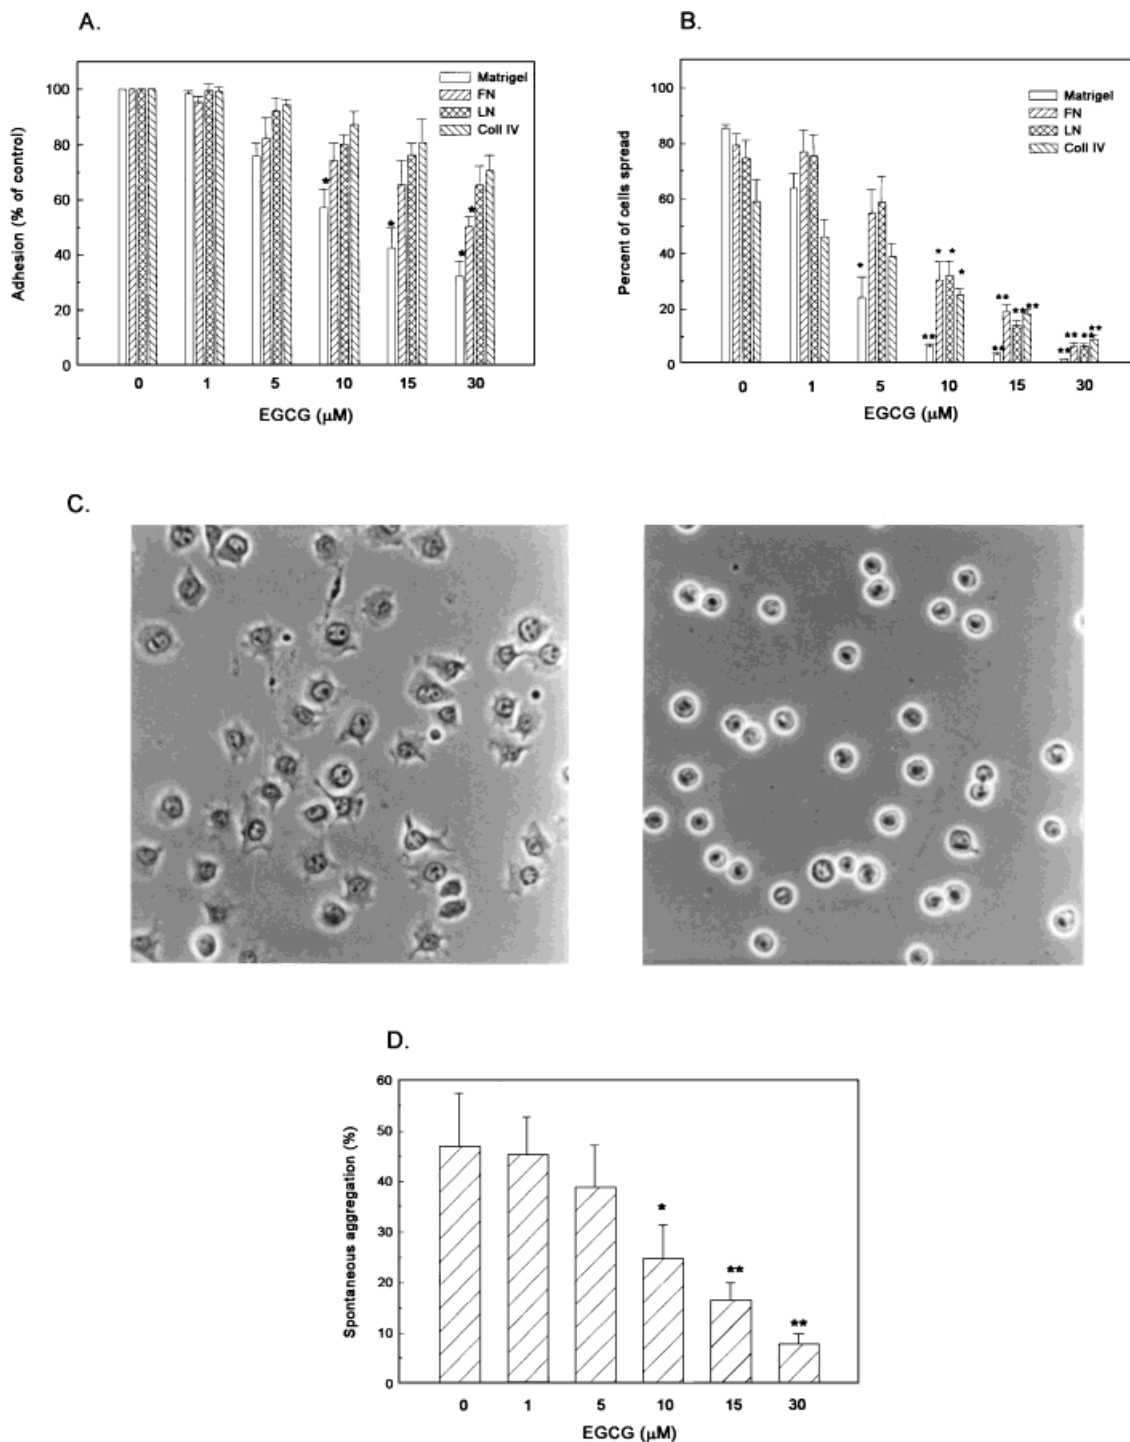 A.
Adhesion (% of control)
100
80
60
40
20
0
Matrigel
FN
LN
Coll IV
*
*
*
*
0 1 5 10 15 30
EGCG (μM)
B.
Percent of cells spread
100
80
60
40
20
0
Matrigel
FN
LN
Coll IV
*
**
* * *
** ** ** **
** ** ** **
0 1 5 10 15 30
EGCG (μM)
C.
D.
Spontaneous aggregation (%)
60
50
40
30
20
10
0
*
**
**
0 1 5 10 15 30
EGCG (μM)